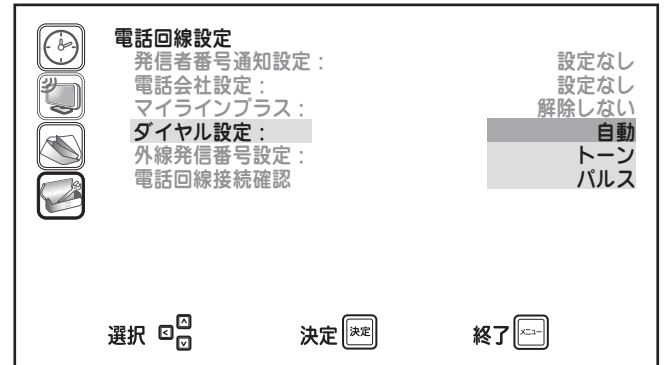 電話回線設定
発信者番号通知設定： 設定なし
電話会社設定： 設定なし
マイラインプラス： 解除しない
ダイヤル設定： 自動
外線発信番号設定： トーン
電話回線接続確認 パルス
選択 決定 決定 終了 メニュー